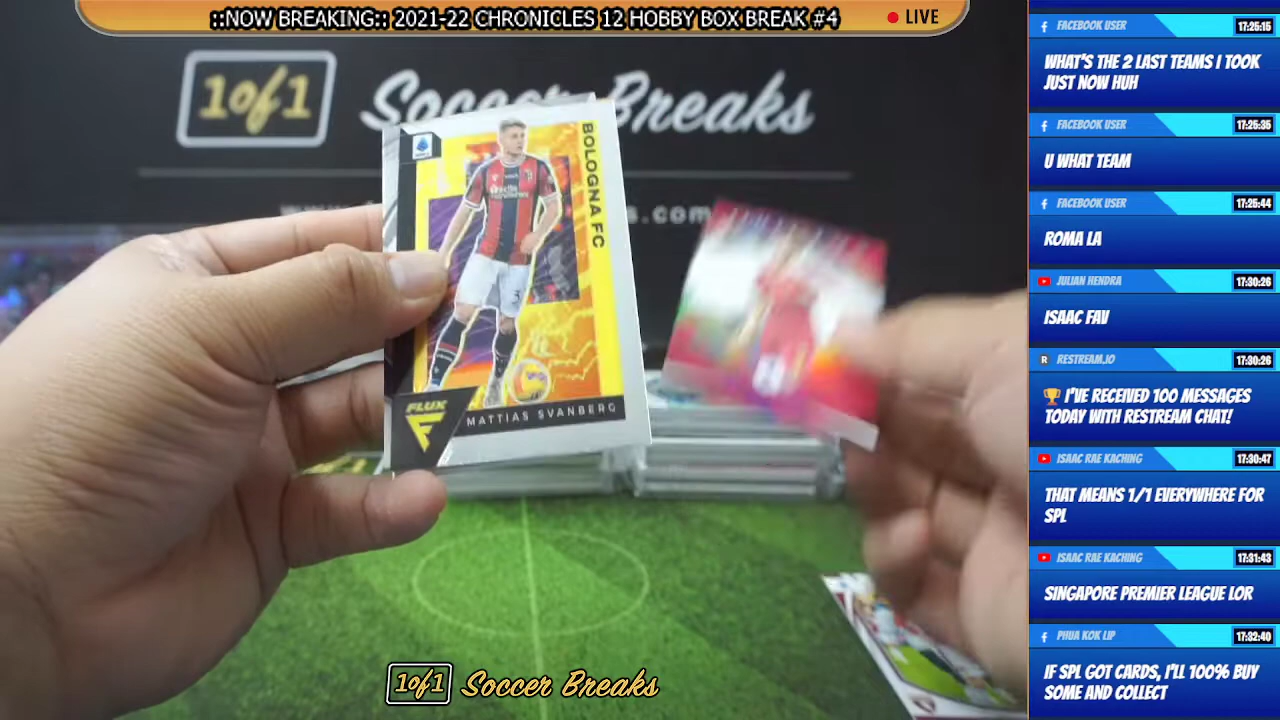 ::NOW BREAKING:: 2021-22 CHRONICLES 12 HOBBY BOX BREAK #4
LIVE
1of1 Soccer Breaks
BOLOGNA FC
FLUX
MATTIAS SVANBERG
1of1 Soccer Breaks
FACEBOOK USER 17:25:15
WHAT'S THE 2 LAST TEAMS I TOOK
JUST NOW HUH
FACEBOOK USER 17:25:35
U WHAT TEAM
FACEBOOK USER 17:25:44
ROMA LA
JULIAN HENDRA 17:30:26
ISAAC FAV
RESTREAM.IO 17:30:26
🏆 I'VE RECEIVED 100 MESSAGES
TODAY WITH RESTREAM CHAT!
ISAAC RAE KACHING 17:30:47
THAT MEANS 1/1 EVERYWHERE FOR
SPL
ISAAC RAE KACHING 17:31:43
SINGAPORE PREMIER LEAGUE LOR
PHUA KOK LIP 17:32:40
IF SPL GOT CARDS, I'LL 100% BUY
SOME AND COLLECT